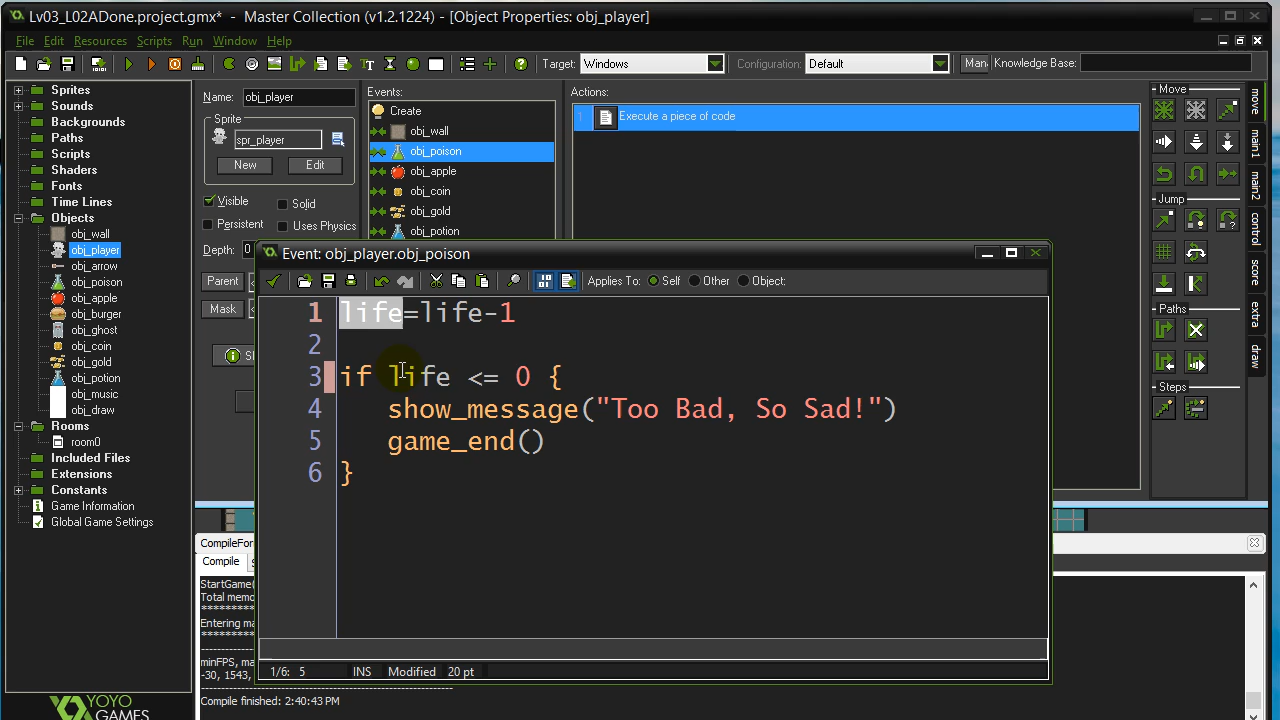 Lv03_L02ADone.project.gmx* - Master Collection (v1.2.1224) - [Object Properties: obj_player]
File Edit Resources Scripts Run Window Help
Target: Windows Configuration: Default Man Knowledge Base:
Sprites
Sounds
Backgrounds
Paths
Scripts
Shaders
Fonts
Time Lines
Objects
obj_wall
obj_player
obj_arrow
obj_poison
obj_apple
obj_burger
obj_ghost
obj_coin
obj_gold
obj_potion
obj_music
obj_draw
Rooms
room0
Included Files
Extensions
Constants
Game Information
Global Game Settings
YOYO
GAMES
Name: obj_player
Sprite
spr_player
New Edit
Visible Solid
Persistent Uses Physics
Depth: 0
Parent
Mask
Events:
Create
obj_wall
obj_poison
obj_apple
obj_coin
obj_gold
obj_potion
Actions:
1 Execute a piece of code
Move
Jump
Paths
Steps
move
main1
main2
control
score
extra
draw
Event: obj_player.obj_poison
Applies To: Self Other Object:
1 life=life-1
2
3 if life <= 0 {
4 show_message("Too Bad, So Sad!")
5 game_end()
6 }
1/6: 5 INS Modified 20 pt
CompileFor
Compile
StartGame(
Total memo
**********
Entering ma
**********
minFPS, ma
-30, 1543,
Compile finished: 2:40:43 PM